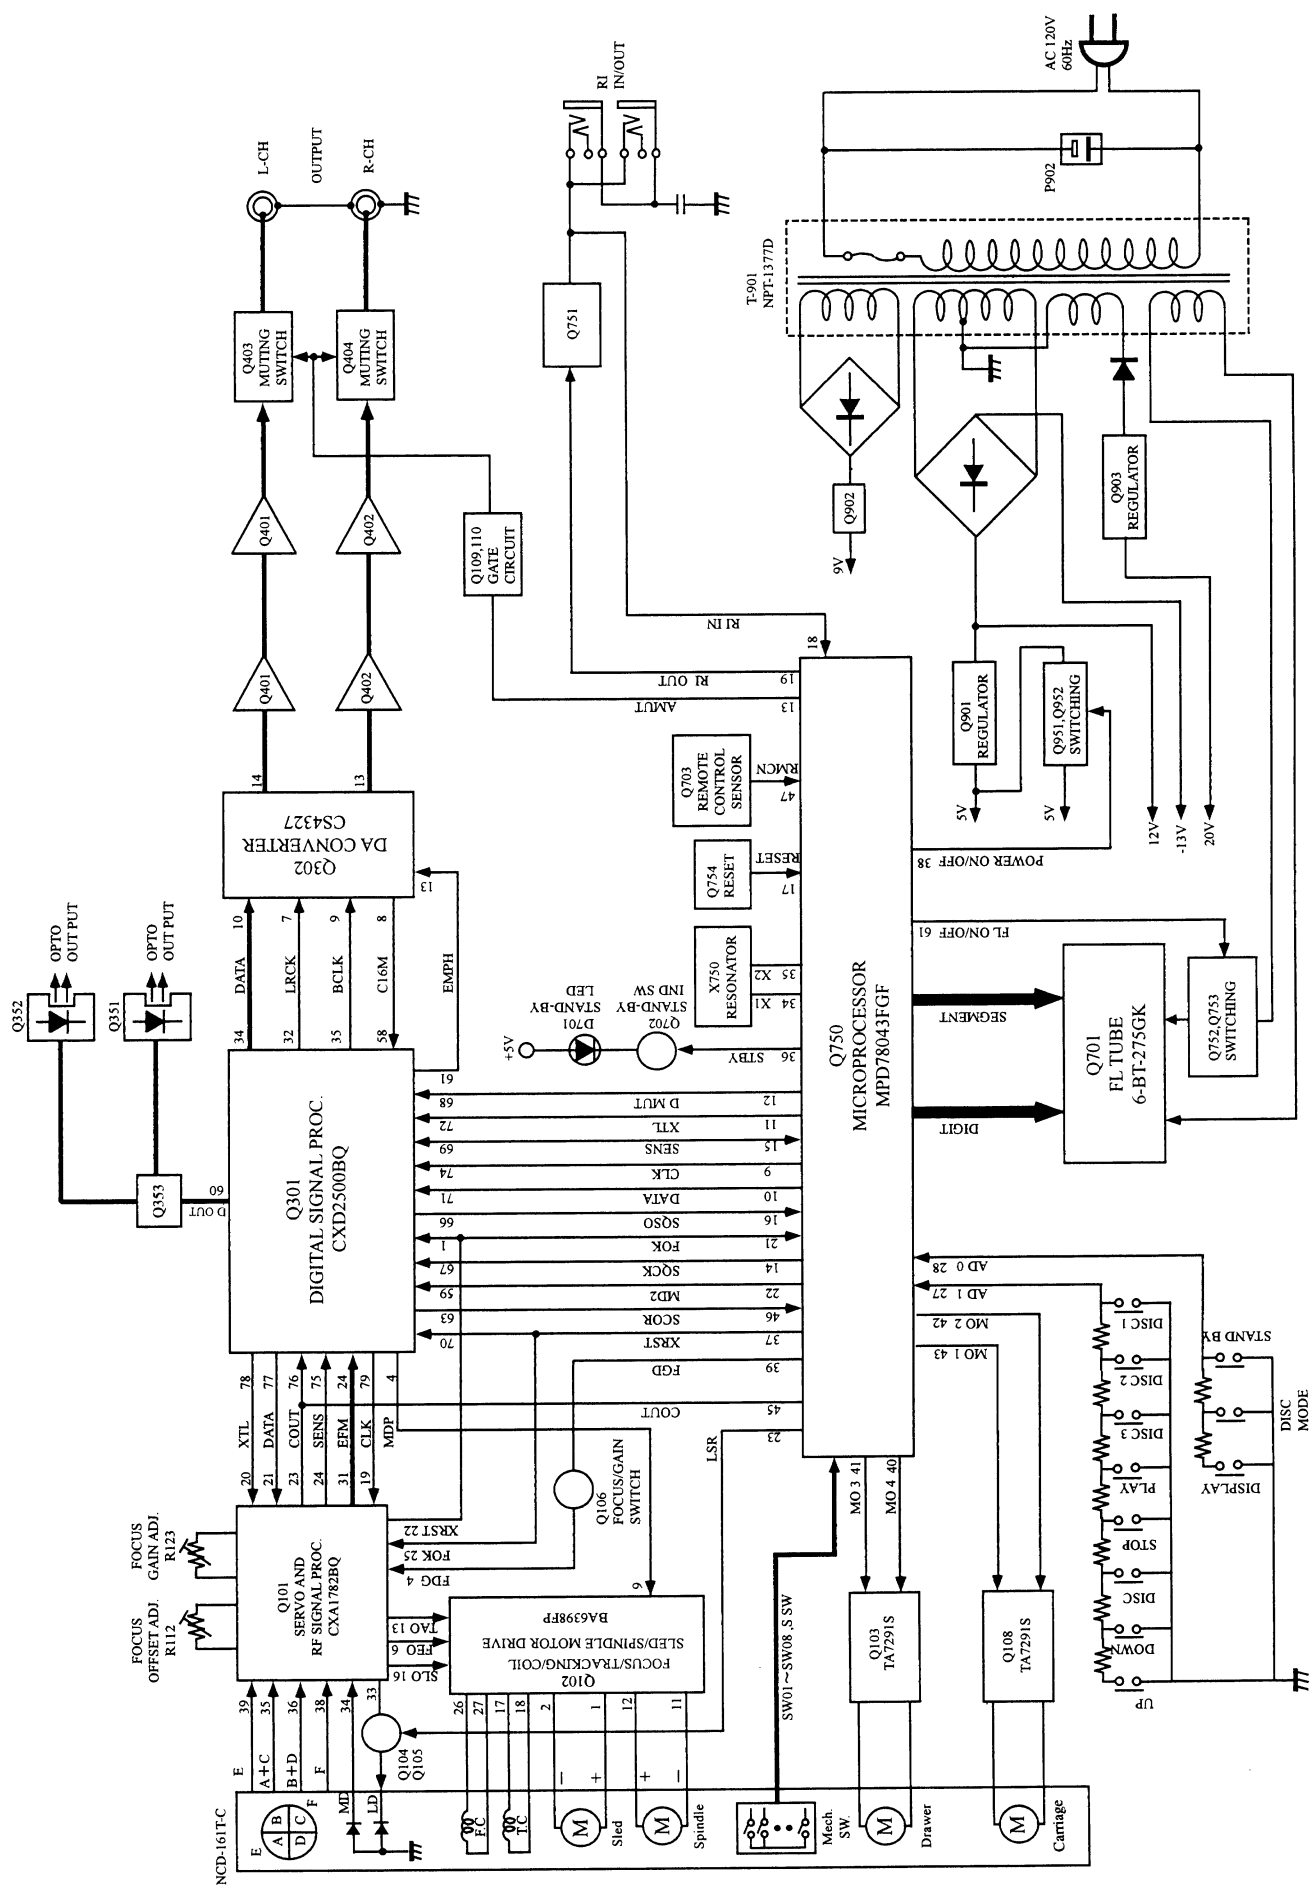 NCD-161T-C
E
A
B
D
C
F
E
A+C
B+D
F
MD
LD
39
35
36
38
34
33
Q104
Q105
F.C
T.C
M
Sled
M
Spindle
−
+
+
−
Mech.
SW.
M
Drawer
M
Carriage
FOCUS
OFFSET ADJ.
R112
FOCUS
GAIN ADJ.
R123
Q101
SERVO AND
RF SIGNAL PROC.
CXA1782BQ
SLO 16
FEO 6
TAO 13
FDG 4
FOK 25
XRST 22
26
27
17
18
2
1
12
11
9
Q102
FOCUS/TRACKING/COIL
SLED/SPINDLE MOTOR DRIVE
BA6398FP
Q106
FOCUS/GAIN
SWITCH
20
XTL
78
21
DATA
77
23
COUT
76
24
SENS
75
31
EFM
24
19
CLK
79
MDP
4
Q301
DIGITAL SIGNAL PROC.
CXD2500BQ
D OUT
60
Q353
Q352
OPTO
OUT PUT
Q351
OPTO
OUT PUT
34
DATA
10
32
LRCK
7
35
BCLK
9
58
C16M
8
61
EMPH
13
Q302
DA CONVERTER
CS4327
14
13
Q401
Q402
Q401
Q402
Q403
MUTING
SWITCH
Q404
MUTING
SWITCH
L-CH
OUTPUT
R-CH
Q109,110
GATE
CIRCUIT
Q751
RI
IN/OUT
LSR
23
COUT
45
FGD
39
70
XRST
37
63
SCOR
46
59
MD2
22
67
SQCK
14
1
FOK
21
66
SQSO
16
71
DATA
10
74
CLK
9
69
SENS
15
72
XTL
11
68
D MUT
12
STBY
36
+5V
D701
STAND-BY
LED
Q702
STAND-BY
IND SW
X750
RESONATOR
X1
34
X2
35
Q754
RESET
RESET
17
Q703
REMOTE
CONTROL
SENSOR
RMCN
47
AMUT
13
RI OUT
19
RI IN
18
Q750
MICROPROCESSOR
MPD78043FGF
SW01~SW08 ,S SW
MO 3 41
MO 4 40
Q103
TA7291S
Q108
TA7291S
MO 1 43
MO 2 42
AD 1 27
AD 0 28
UP
DOWN
DISC
STOP
PLAY
DISC 3
DISC 2
DISC 1
DISPLAY
STAND BY
DISC
MODE
DIGIT
SEGMENT
Q701
FL TUBE
6-BT-275GK
Q752,Q753
SWITCHING
61 FL ON/OFF
38 POWER ON/OFF
5V
Q901
REGULATOR
5V
Q951,Q952
SWITCHING
12V
-13V
20V
9V
Q902
Q903
REGULATOR
T-901
NPT-1377D
P902
AC 120V
60Hz